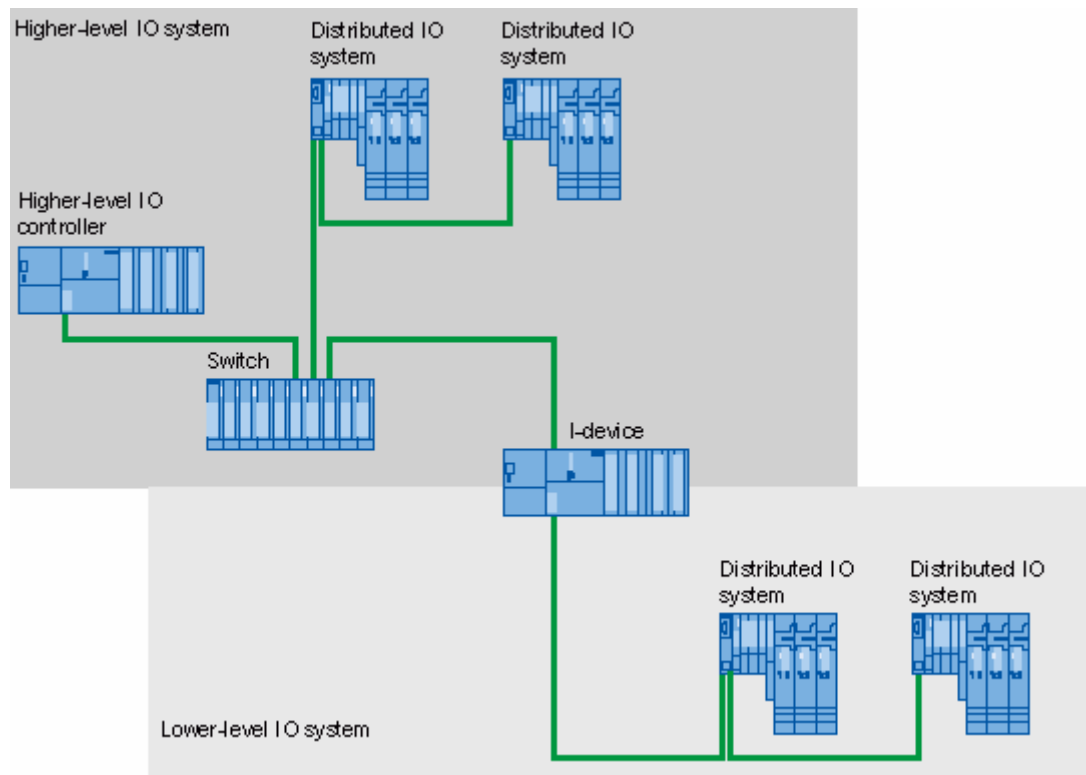 Higher-level IO system
Distributed IO
system
Distributed IO
system
Higher-level IO
controller
Switch
I-device
Distributed IO
system
Distributed IO
system
Lower-level IO system